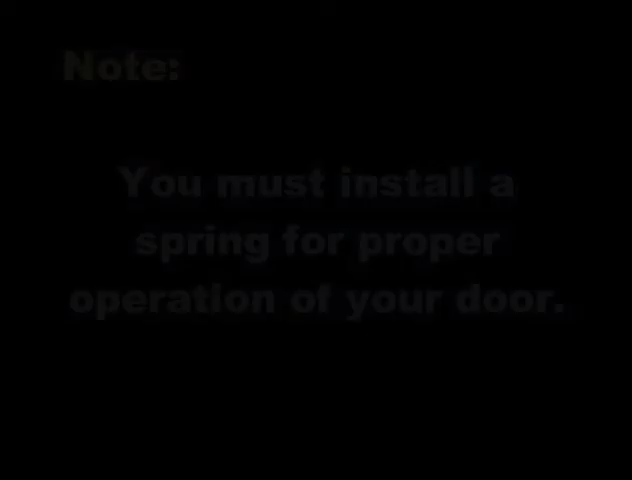 Note:
You must install a
spring for proper
operation of your door.